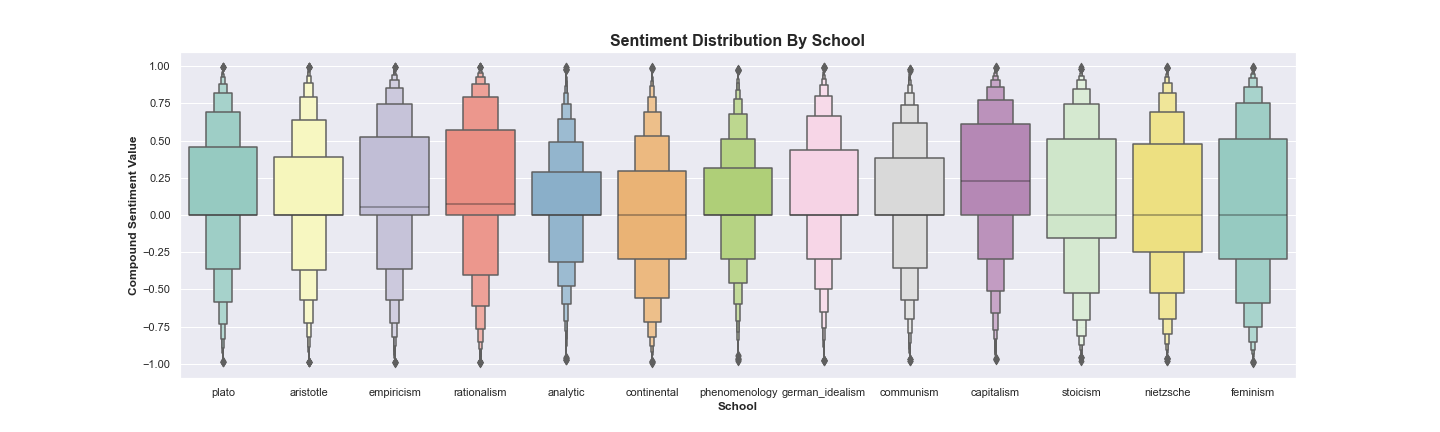 Sentiment Distribution By School
Compound Sentiment Value
1.00
0.75
0.50
0.25
0.00
−0.25
−0.50
−0.75
−1.00
plato aristotle empiricism rationalism analytic continental phenomenology german_idealism communism capitalism stoicism nietzsche feminism
School